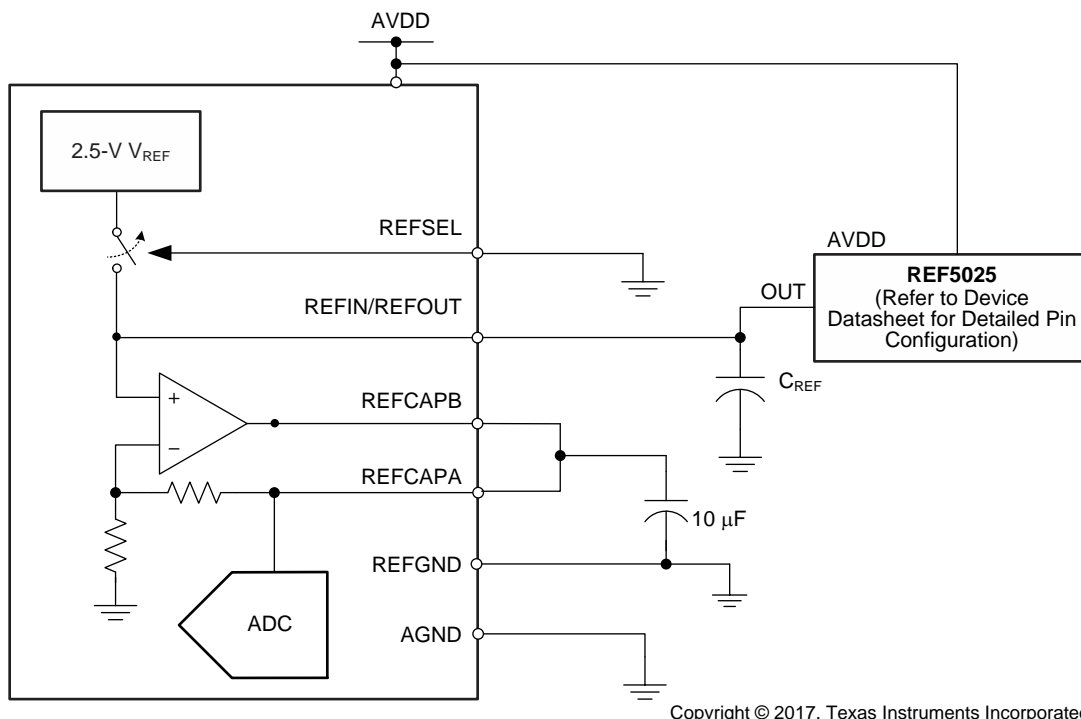 AVDD
2.5-V VREF
REFSEL
AVDD
REF5025
(Refer to Device
Datasheet for Detailed Pin
Configuration)
OUT
REFIN/REFOUT
CREF
+
−
REFCAPB
REFCAPA
10 μF
REFGND
ADC
AGND
Copyright © 2017, Texas Instruments Incorporated